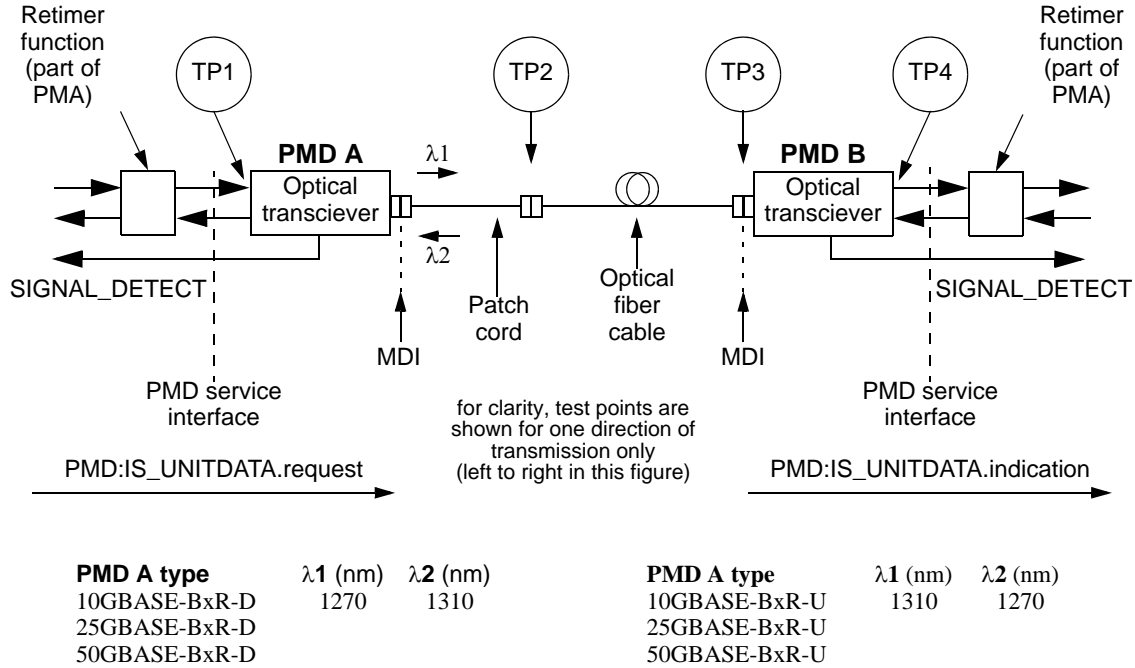 Retimer
function
(part of
PMA)
TP1
TP2
TP3
TP4
Retimer
function
(part of
PMA)
PMD A
λ1
PMD B
Optical
transciever
Optical
transciever
λ2
SIGNAL_DETECT
Patch
cord
Optical
fiber
cable
SIGNAL_DETECT
MDI
MDI
PMD service
interface
for clarity, test points are
shown for one direction of
transmission only
(left to right in this figure)
PMD service
interface
PMD:IS_UNITDATA.request
PMD:IS_UNITDATA.indication
PMD A type λ1 (nm) λ2 (nm)
10GBASE-BxR-D 1270 1310
25GBASE-BxR-D
50GBASE-BxR-D
PMD A type λ1 (nm) λ2 (nm)
10GBASE-BxR-U 1310 1270
25GBASE-BxR-U
50GBASE-BxR-U